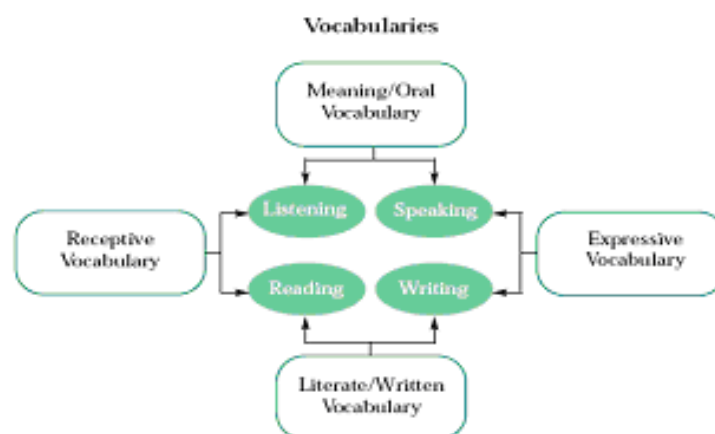 Vocabularies
Meaning/Oral
Vocabulary
Listening
Speaking
Receptive
Vocabulary
Expressive
Vocabulary
Reading
Writing
Literate/Written
Vocabulary